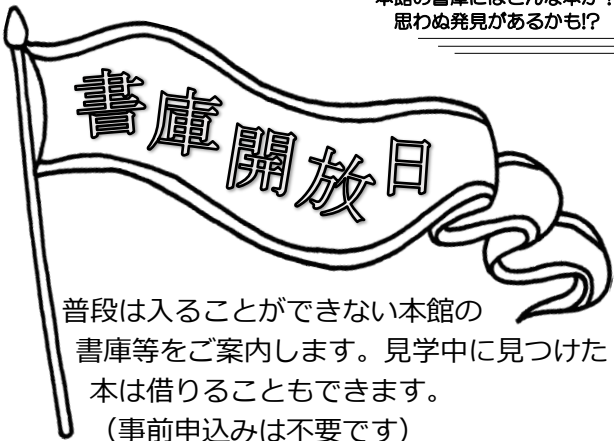 本館の書庫にはどんな本が?
思わぬ発見があるかも!?
書庫開放日
普段は入ることができない本館の
書庫等をご案内します。見学中に見つけた
本は借りることもできます。
(事前申込みは不要です)